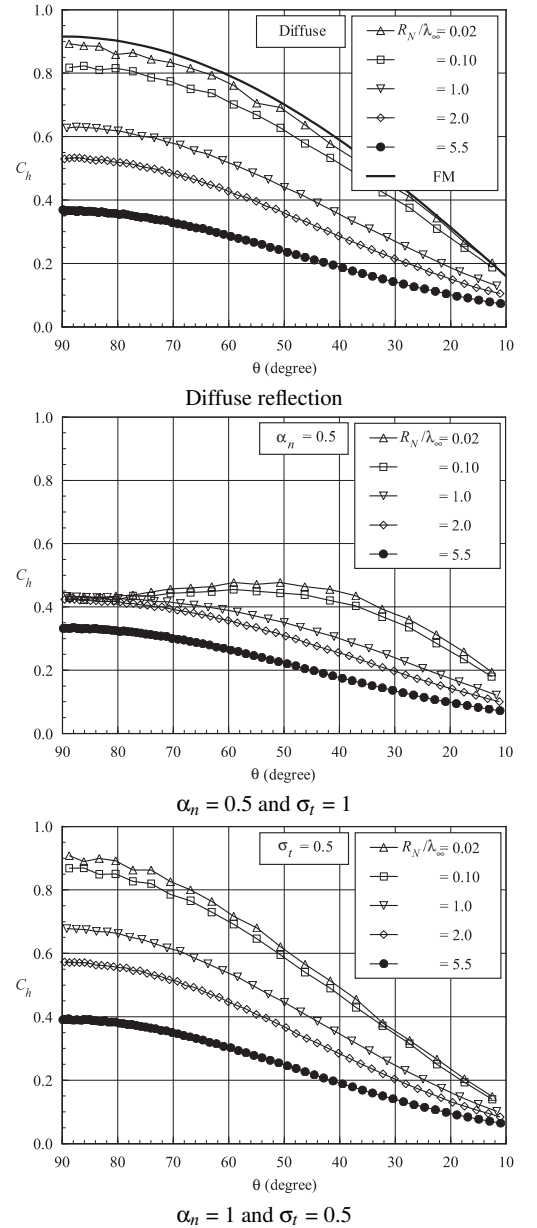 1.0
0.8
0.6
0.4
0.2
0.0
C_h
Diffuse
R_N/λ_∞ = 0.02
= 0.10
= 1.0
= 2.0
= 5.5
FM
90 80 70 60 50 40 30 20 10
θ (degree)
Diffuse reflection
1.0
0.8
0.6
0.4
0.2
0.0
C_h
α_n = 0.5
R_N/λ_∞ = 0.02
= 0.10
= 1.0
= 2.0
= 5.5
90 80 70 60 50 40 30 20 10
θ (degree)
α_n = 0.5 and σ_t = 1
1.0
0.8
0.6
0.4
0.2
0.0
C_h
σ_t = 0.5
R_N/λ_∞ = 0.02
= 0.10
= 1.0
= 2.0
= 5.5
90 80 70 60 50 40 30 20 10
θ (degree)
α_n = 1 and σ_t = 0.5